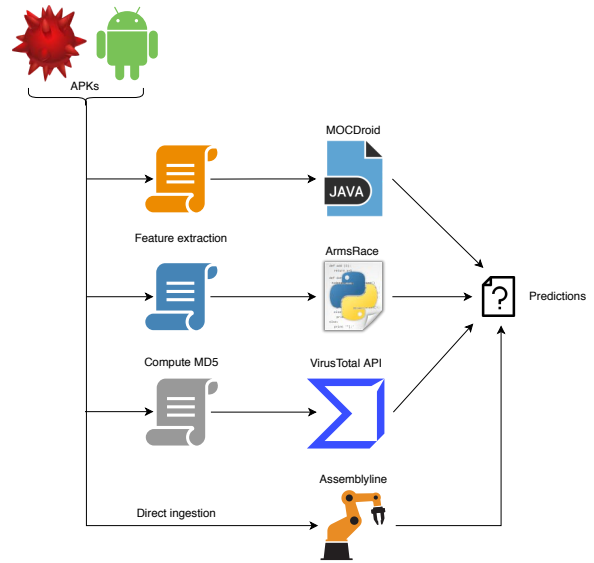 APKs
MOCDroid
JAVA
Feature extraction
ArmsRace
Predictions
Compute MD5
VirusTotal API
Assemblyline
Direct ingestion
?